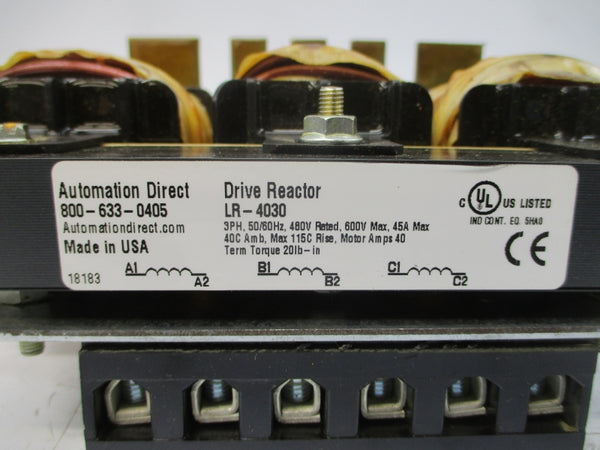 Automation Direct
800-633-0405
Automationdirect.com
Made in USA
18183
Drive Reactor
LR-4030
3PH, 50/60Hz, 480V Rated, 600V Max, 45A Max
40C Amb, Max 115C Rise, Motor Amps 40
Term Torque 20lb-in
C UL US LISTED
IND CONT. EQ. 5HA0
CE
A1 A2
B1 B2
C1 C2